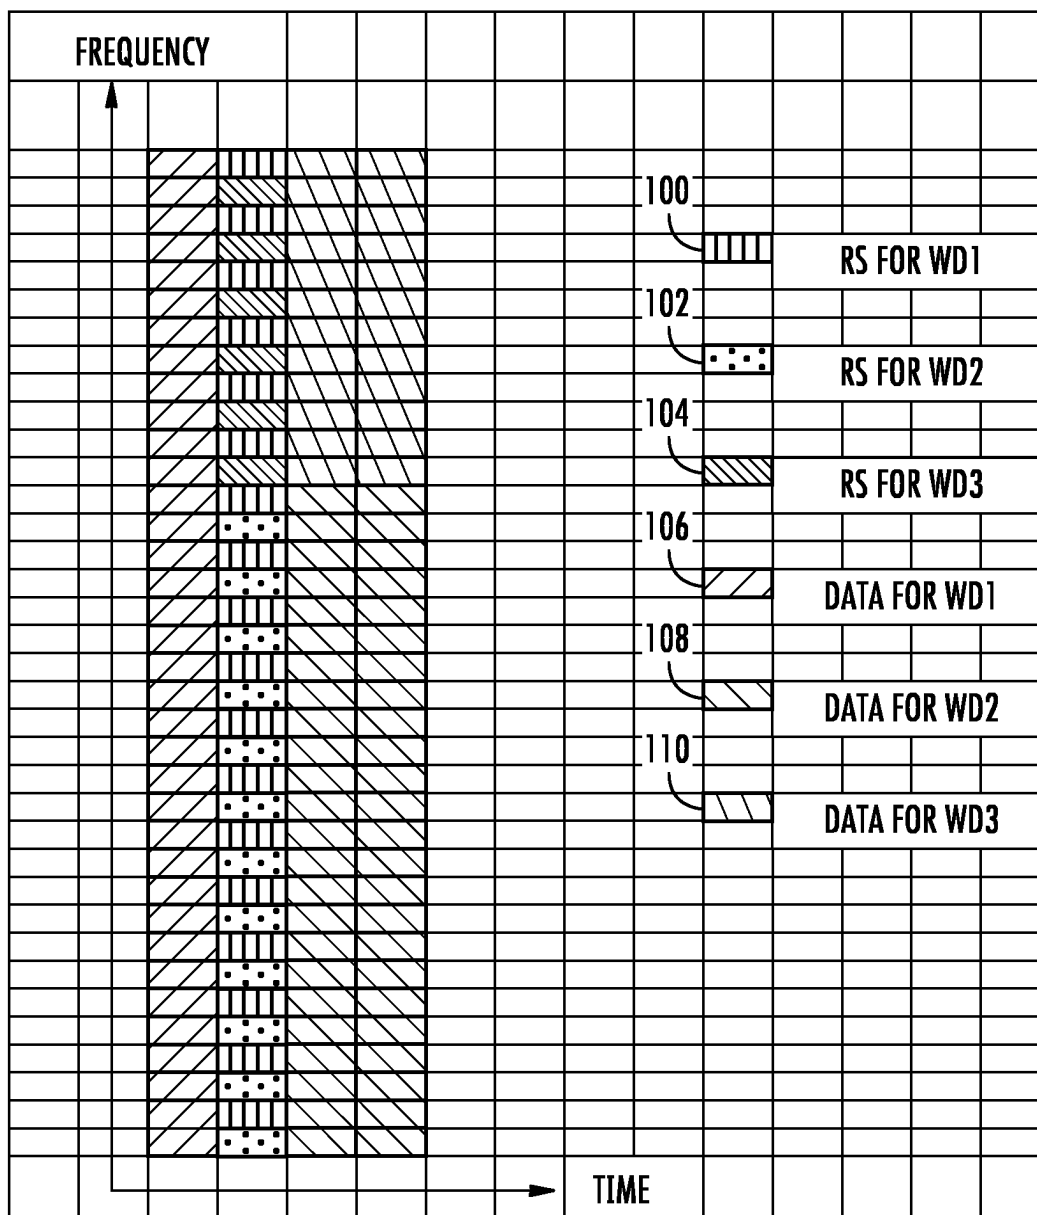 FREQUENCY
100
RS FOR WD1
102
RS FOR WD2
104
RS FOR WD3
106
DATA FOR WD1
108
DATA FOR WD2
110
DATA FOR WD3
TIME